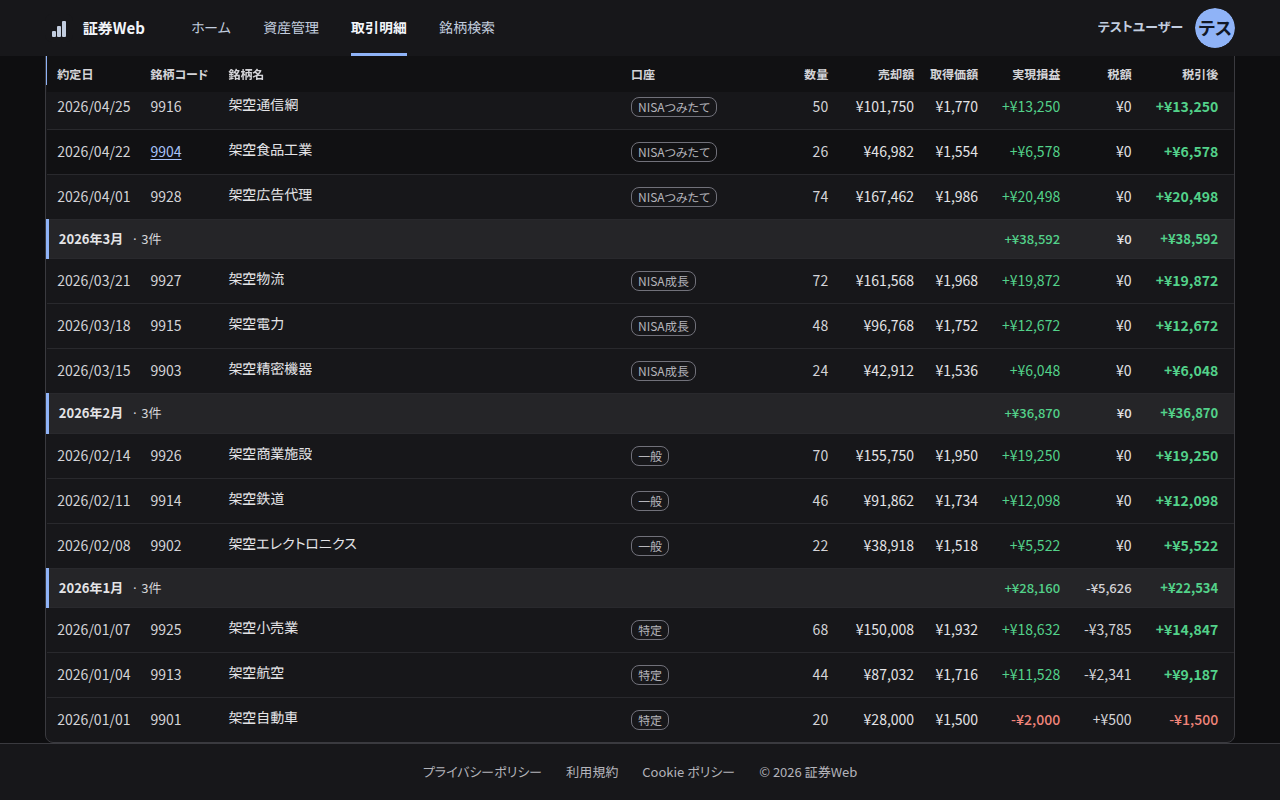 証券Web ホーム 資産管理 取引明細 銘柄検索 テストユーザー テス
約定日 銘柄コード 銘柄名 口座 数量 売却額 取得価額 実現損益 税額 税引後
2026/04/25 9916 架空通信網 NISAつみたて 50 ¥101,750 ¥1,770 +¥13,250 ¥0 +¥13,250
2026/04/22 9904 架空食品工業 NISAつみたて 26 ¥46,982 ¥1,554 +¥6,578 ¥0 +¥6,578
2026/04/01 9928 架空広告代理 NISAつみたて 74 ¥167,462 ¥1,986 +¥20,498 ¥0 +¥20,498
2026年3月 · 3件 +¥38,592 ¥0 +¥38,592
2026/03/21 9927 架空物流 NISA成長 72 ¥161,568 ¥1,968 +¥19,872 ¥0 +¥19,872
2026/03/18 9915 架空電力 NISA成長 48 ¥96,768 ¥1,752 +¥12,672 ¥0 +¥12,672
2026/03/15 9903 架空精密機器 NISA成長 24 ¥42,912 ¥1,536 +¥6,048 ¥0 +¥6,048
2026年2月 · 3件 +¥36,870 ¥0 +¥36,870
2026/02/14 9926 架空商業施設 一般 70 ¥155,750 ¥1,950 +¥19,250 ¥0 +¥19,250
2026/02/11 9914 架空鉄道 一般 46 ¥91,862 ¥1,734 +¥12,098 ¥0 +¥12,098
2026/02/08 9902 架空エレクトロニクス 一般 22 ¥38,918 ¥1,518 +¥5,522 ¥0 +¥5,522
2026年1月 · 3件 +¥28,160 -¥5,626 +¥22,534
2026/01/07 9925 架空小売業 特定 68 ¥150,008 ¥1,932 +¥18,632 -¥3,785 +¥14,847
2026/01/04 9913 架空航空 特定 44 ¥87,032 ¥1,716 +¥11,528 -¥2,341 +¥9,187
2026/01/01 9901 架空自動車 特定 20 ¥28,000 ¥1,500 -¥2,000 +¥500 -¥1,500
プライバシーポリシー 利用規約 Cookie ポリシー © 2026 証券Web